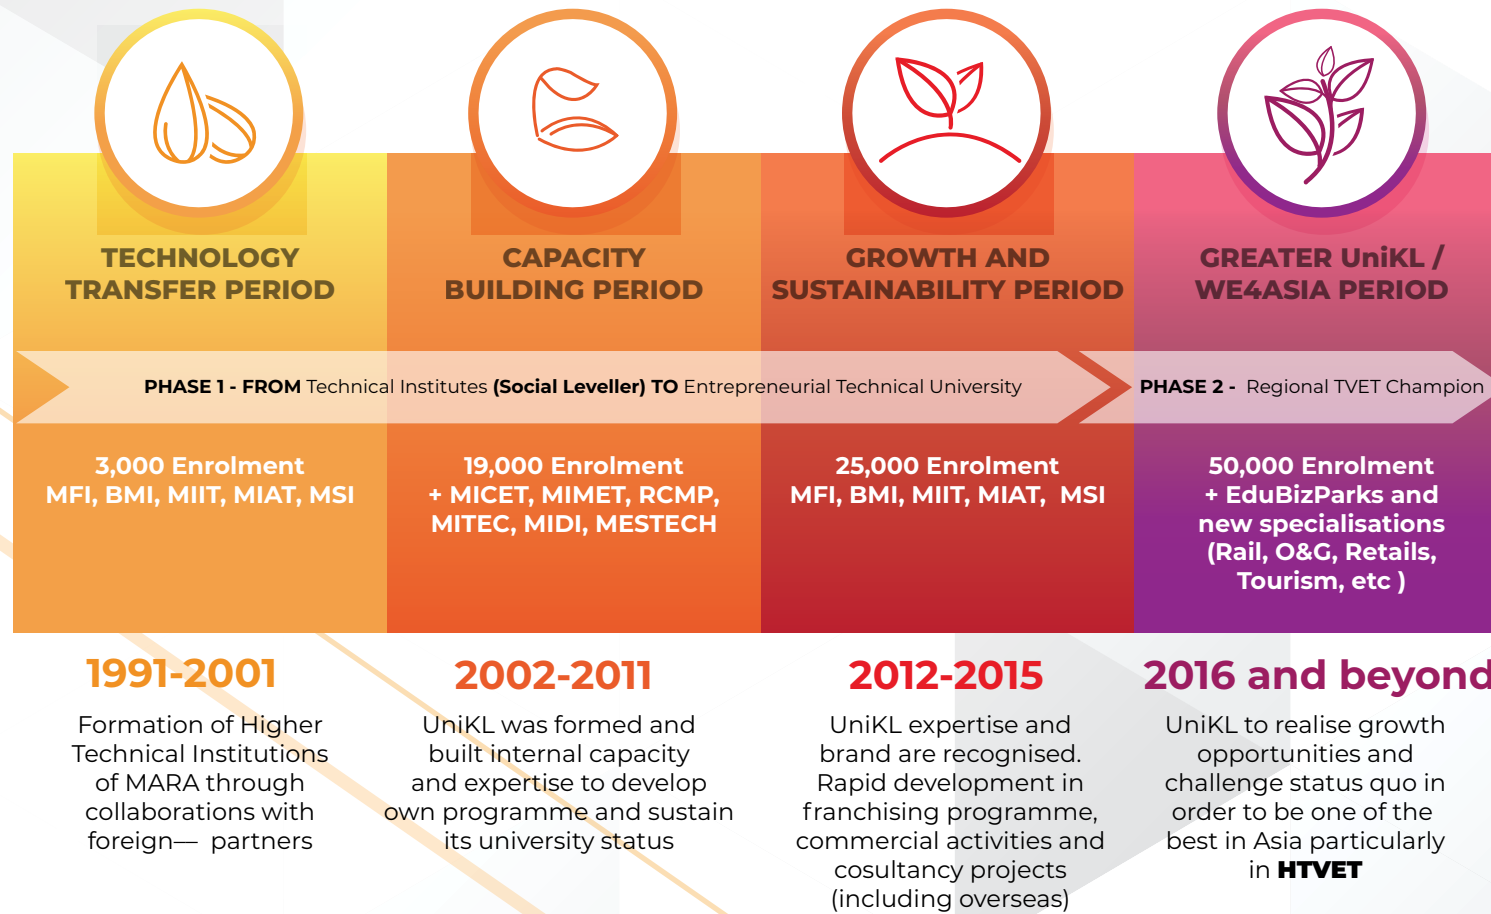 TECHNOLOGY
TRANSFER PERIOD
CAPACITY
BUILDING PERIOD
GROWTH AND
SUSTAINABILITY PERIOD
GREATER UniKL /
WE4ASIA PERIOD
PHASE 1 - FROM Technical Institutes (Social Leveller) TO Entrepreneurial Technical University
PHASE 2 - Regional TVET Champion
3,000 Enrolment
MFI, BMI, MIIT, MIAT, MSI
19,000 Enrolment
+ MICET, MIMET, RCMP,
MITEC, MIDI, MESTECH
25,000 Enrolment
MFI, BMI, MIIT, MIAT, MSI
50,000 Enrolment
+ EduBizParks and
new specialisations
(Rail, O&G, Retails,
Tourism, etc )
1991-2001
Formation of Higher
Technical Institutions
of MARA through
collaborations with
foreign— partners
2002-2011
UniKL was formed and
built internal capacity
and expertise to develop
own programme and sustain
its university status
2012-2015
UniKL expertise and
brand are recognised.
Rapid development in
franchising programme,
commercial activities and
cosultancy projects
(including overseas)
2016 and beyond
UniKL to realise growth
opportunities and
challenge status quo in
order to be one of the
best in Asia particularly
in HTVET